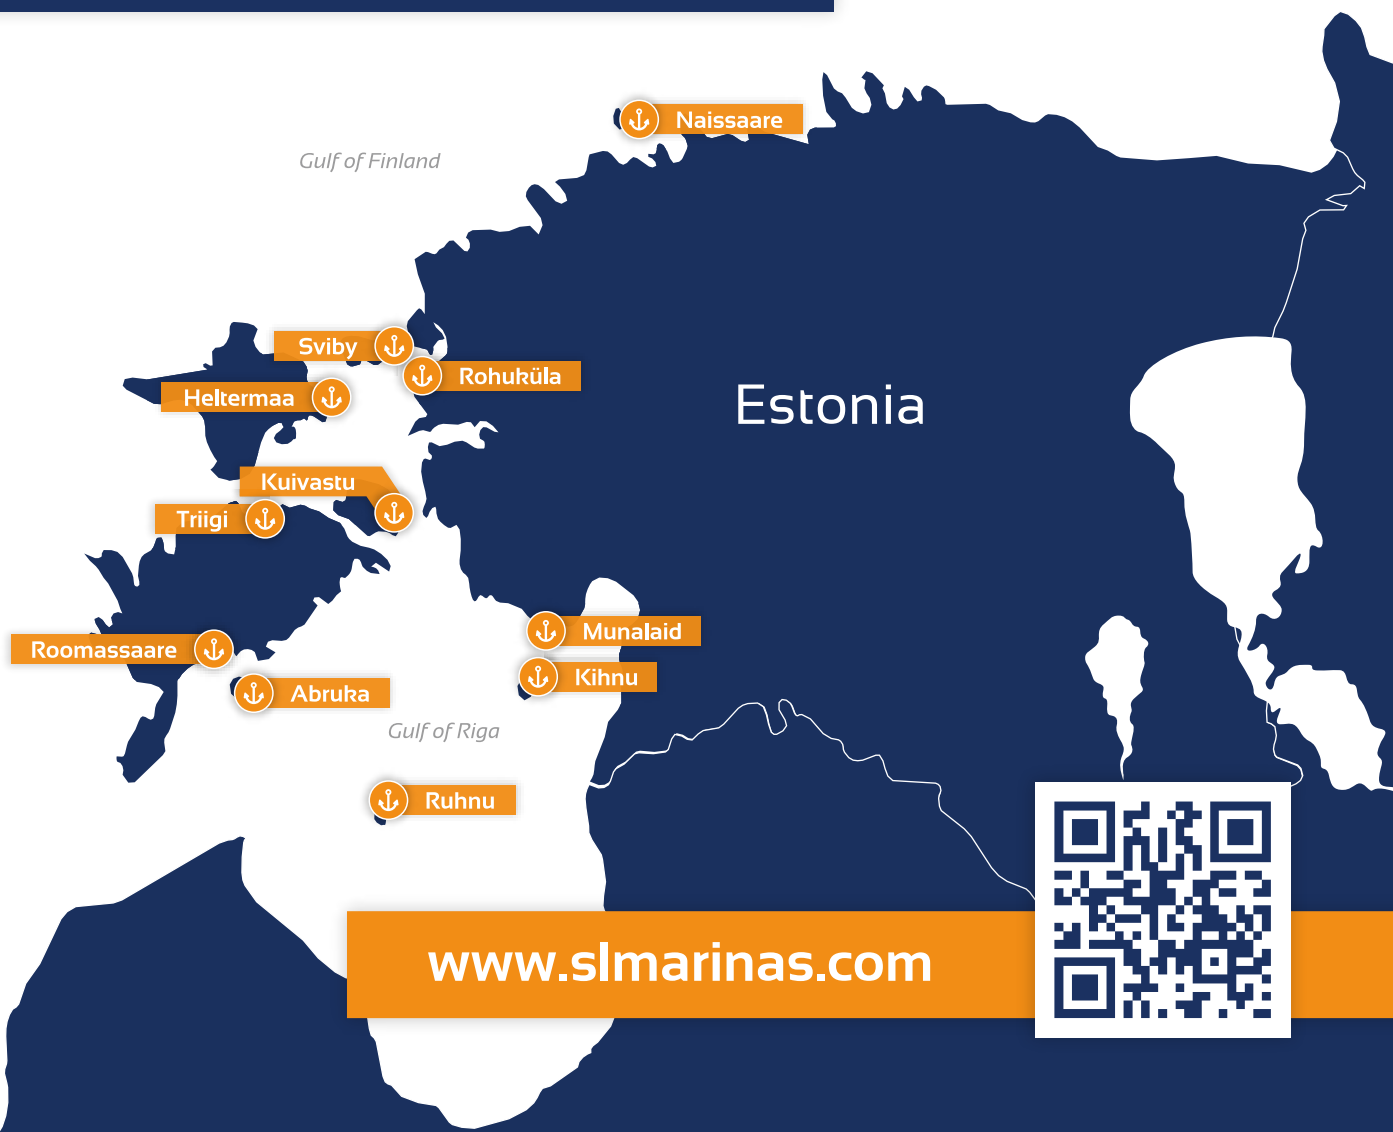 Naissaare
Gulf of Finland
Sviby
Rohuküla
Heltermaa
Estonia
Kuivastu
Triigi
Munalaid
Roomassaare
Kihnu
Abruka
Gulf of Riga
Ruhnu
www.slmarinas.com